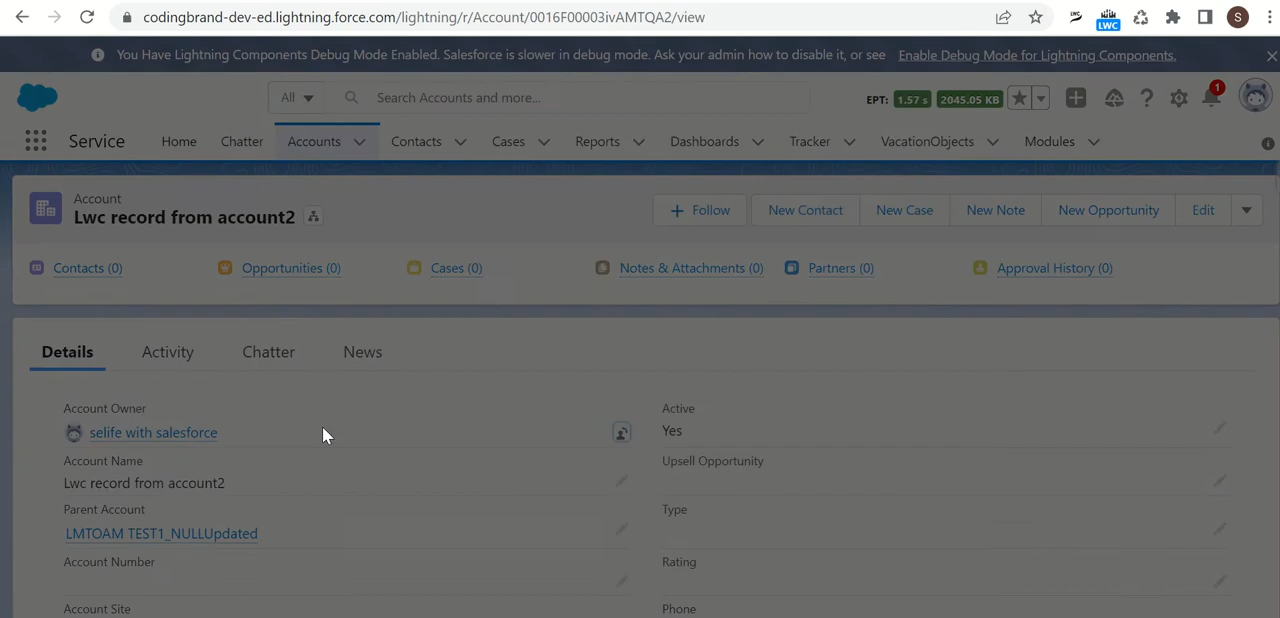 codingbrand-dev-ed.lightning.force.com/lightning/r/Account/0016F00003ivAMTQA2/view
LWC
LWC
S
You Have Lightning Components Debug Mode Enabled. Salesforce is slower in debug mode. Ask your admin how to disable it, or see Enable Debug Mode for Lightning Components.
All Search Accounts and more... EPT: 1.57 s 2045.05 KB 1
Service Home Chatter Accounts Contacts Cases Reports Dashboards Tracker VacationObjects Modules
Account
Lwc record from account2
Follow New Contact New Case New Note New Opportunity Edit
Contacts (0) Opportunities (0) Cases (0) Notes & Attachments (0) Partners (0) Approval History (0)
Details Activity Chatter News
Account Owner Active
selife with salesforce Yes
Account Name Upsell Opportunity
Lwc record from account2
Parent Account Type
LMTOAM TEST1_NULLUpdated
Account Number Rating
Account Site Phone